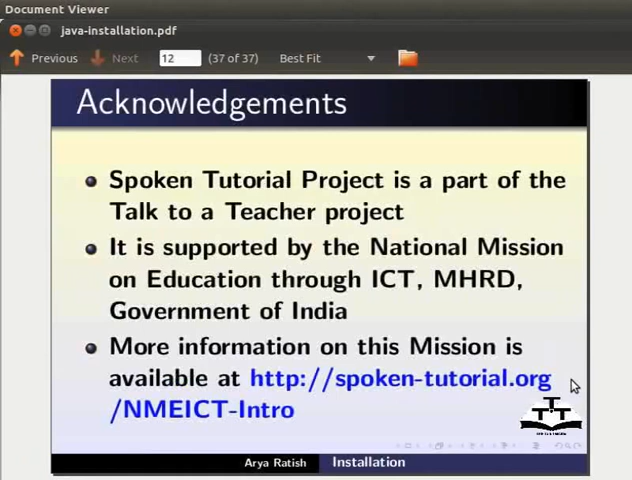 Document Viewer
java-installation.pdf
Previous Next 12 (37 of 37) Best Fit
Acknowledgements
Spoken Tutorial Project is a part of the
Talk to a Teacher project
It is supported by the National Mission
on Education through ICT, MHRD,
Government of India
More information on this Mission is
available at http://spoken-tutorial.org
/NMEICT-Intro
Arya Ratish Installation